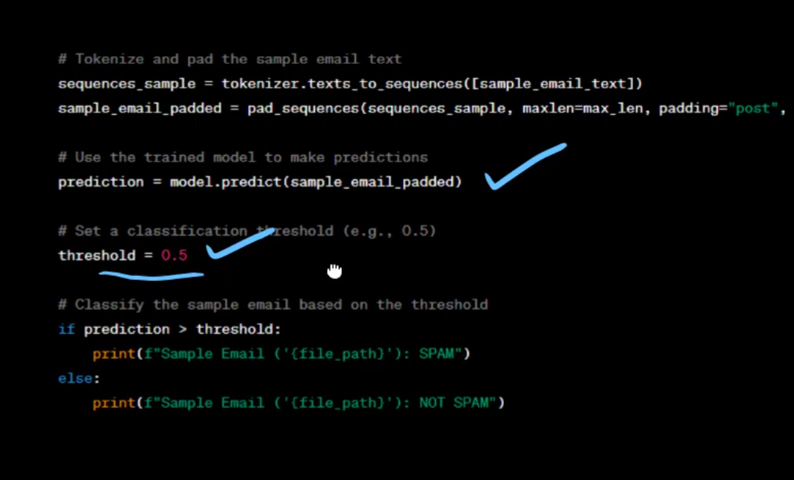 # Tokenize and pad the sample email text
sequences_sample = tokenizer.texts_to_sequences([sample_email_text])
sample_email_padded = pad_sequences(sequences_sample, maxlen=max_len, padding="post",
# Use the trained model to make predictions
prediction = model.predict(sample_email_padded)
# Set a classification threshold (e.g., 0.5)
threshold = 0.5
# Classify the sample email based on the threshold
if prediction > threshold:
    print(f"Sample Email ('{file_path}'): SPAM")
else:
    print(f"Sample Email ('{file_path}'): NOT SPAM")